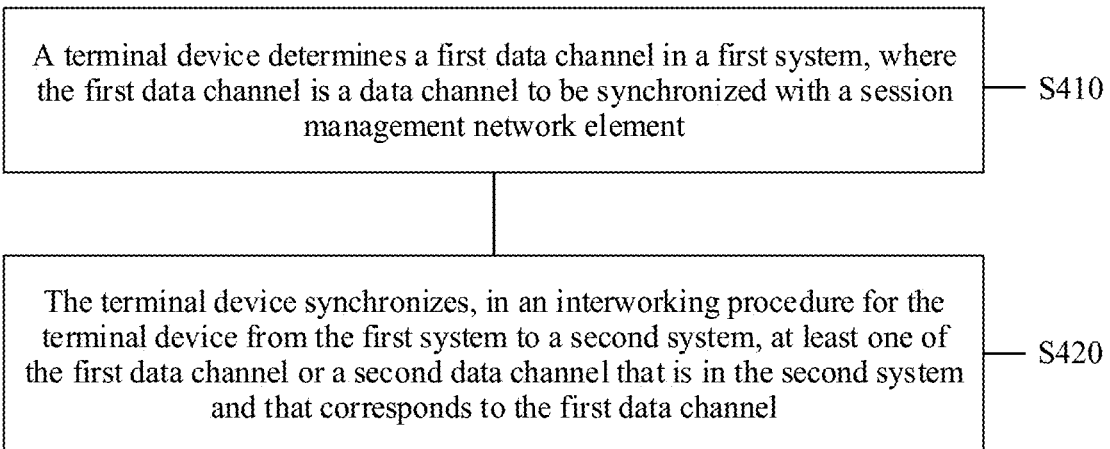 A terminal device determines a first data channel in a first system, where
the first data channel is a data channel to be synchronized with a session
management network element
S410
The terminal device synchronizes, in an interworking procedure for the
terminal device from the first system to a second system, at least one of
the first data channel or a second data channel that is in the second system
and that corresponds to the first data channel
S420